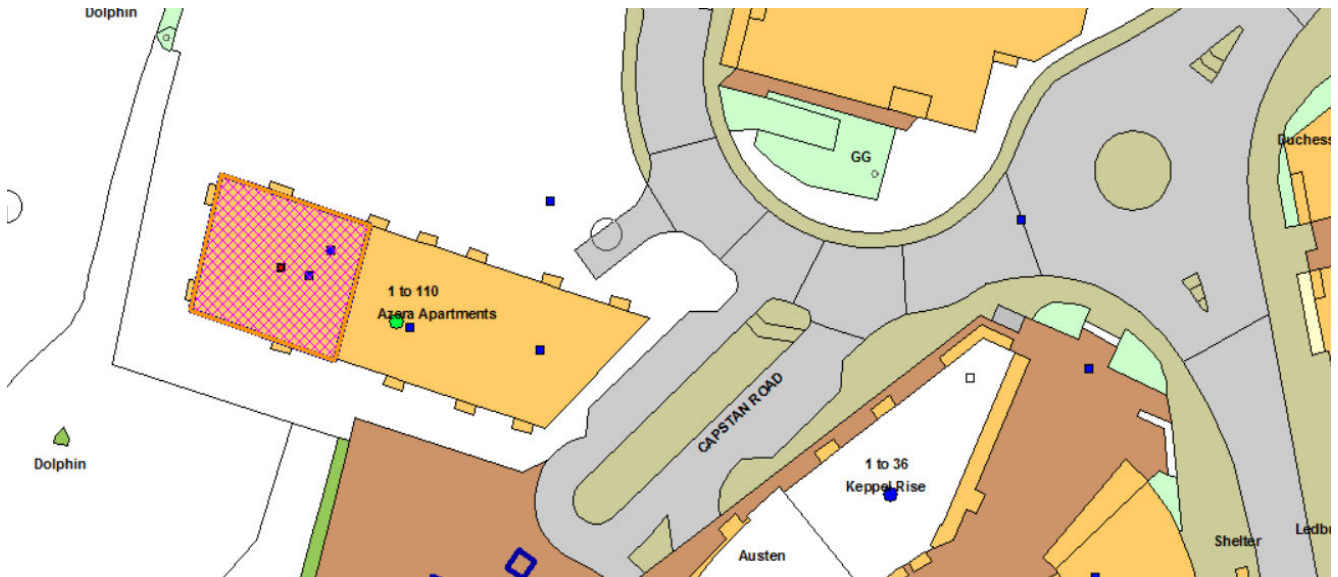 Dolphin
GG
Duchess
1 to 110
Azera Apartments
CAPSTAN ROAD
Dolphin
1 to 36
Keppel Rise
Austen
Shelter
Ledbu